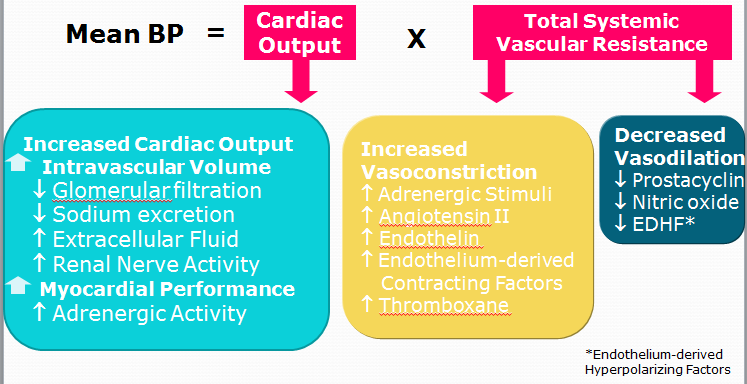 Mean BP = Cardiac Output X Total Systemic Vascular Resistance
Increased Cardiac Output
⬆ Intravascular Volume
↓ Glomerular filtration
↓ Sodium excretion
↑ Extracellular Fluid
↑ Renal Nerve Activity
⬆ Myocardial Performance
↑ Adrenergic Activity
Increased
Vasoconstriction
↑ Adrenergic Stimuli
↑ Angiotensin II
↑ Endothelin
↑ Endothelium-derived
Contracting Factors
↑ Thromboxane
Decreased
Vasodilation
↓ Prostacyclin
↓ Nitric oxide
↓ EDHF*
*Endothelium-derived
Hyperpolarizing Factors